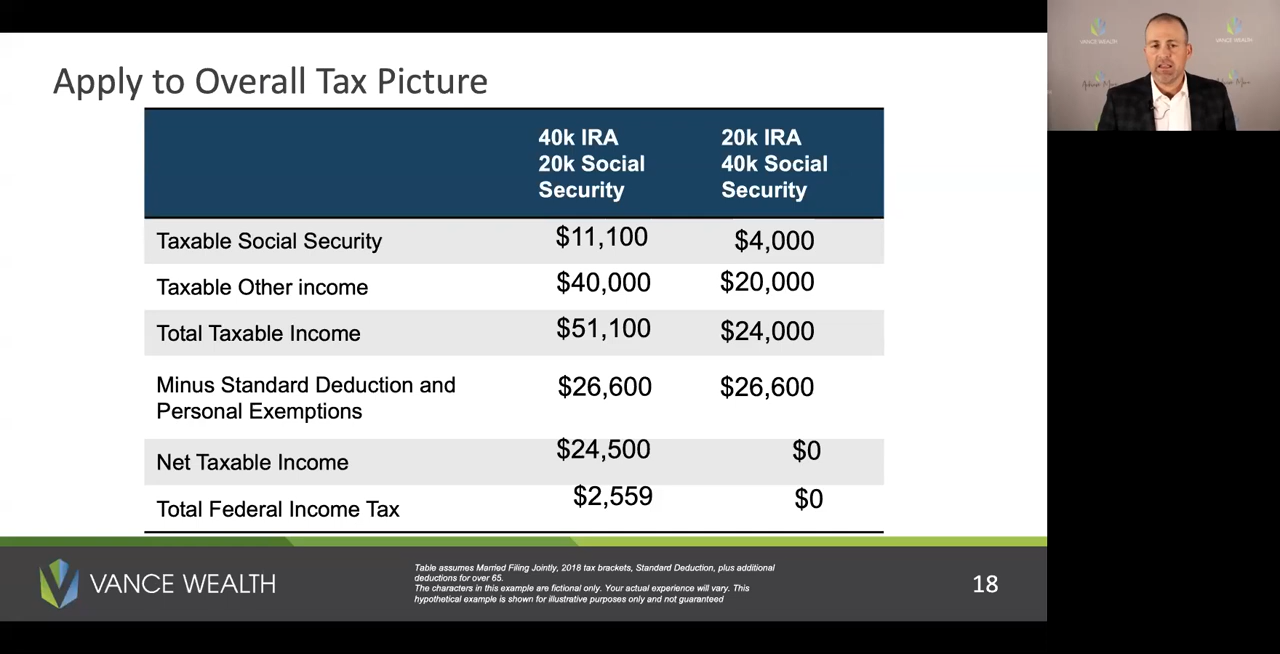 Apply to Overall Tax Picture
40k IRA
20k Social
Security
20k IRA
40k Social
Security
Taxable Social Security $11,100 $4,000
Taxable Other income $40,000 $20,000
Total Taxable Income $51,100 $24,000
Minus Standard Deduction and
Personal Exemptions
$26,600 $26,600
Net Taxable Income $24,500 $0
Total Federal Income Tax $2,559 $0
VANCE WEALTH
Table assumes Married Filing Jointly, 2018 tax brackets, Standard Deduction, plus additional
deductions for over 65.
The characters in this example are fictional only. Your actual experience will vary. This
hypothetical example is shown for illustrative purposes only and not guaranteed
18
VANCE WEALTH
VANCE WEALTH